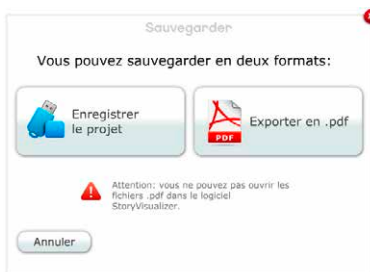 Sauvegarder
Vous pouvez sauvegarder en deux formats:
Enregistrer
le projet
PDF
Exporter en .pdf
Attention: vous ne pouvez pas ouvrir les
fichiers .pdf dans le logiciel
StoryVisualizer.
Annuler